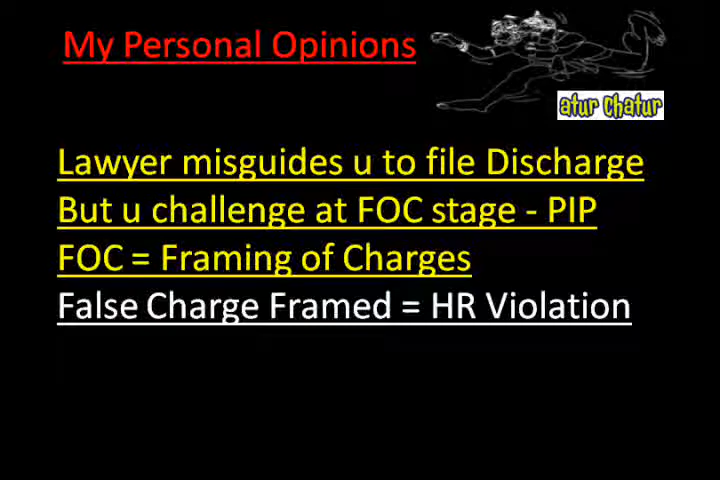 My Personal Opinions
atur chatur
Lawyer misguides u to file Discharge
But u challenge at FOC stage - PIP
FOC = Framing of Charges
False Charge Framed = HR Violation